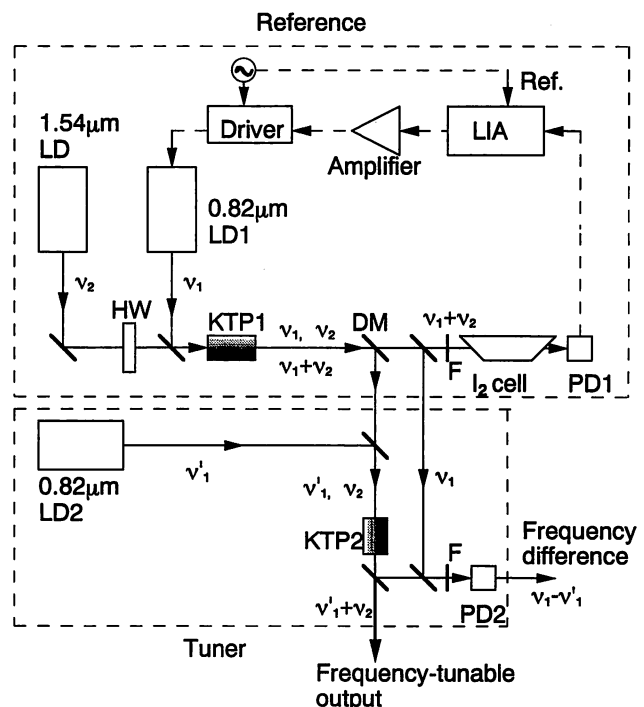 Reference
Ref.
1.54μm
LD
Driver
Amplifier
LIA
0.82μm
LD1
ν2
ν1
HW
KTP1
ν1, ν2
ν1+ν2
DM
ν1+ν2
F
I2 cell
PD1
0.82μm
LD2
ν'1
ν'1, ν2
ν1
KTP2
F
Frequency
difference
ν1-ν'1
PD2
ν'1+ν2
Tuner
Frequency-tunable
output